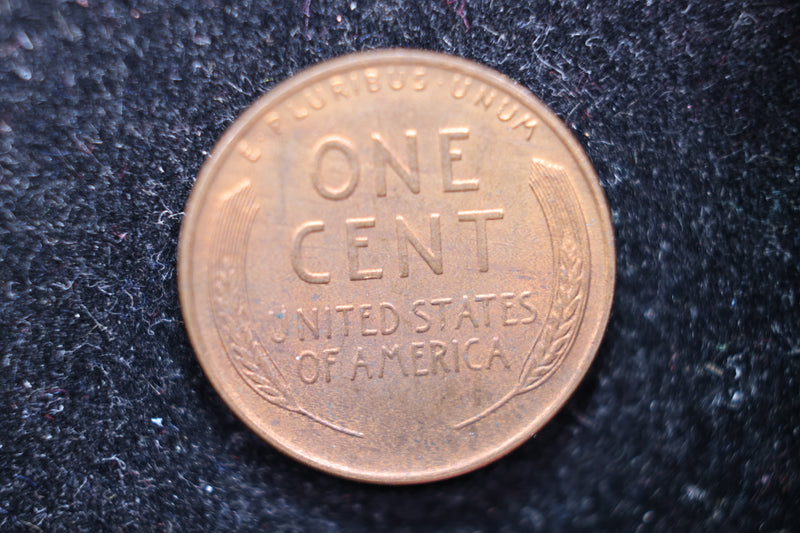 E PLURIBUS · UNUM
ONE
CENT
UNITED STATES
OF AMERICA